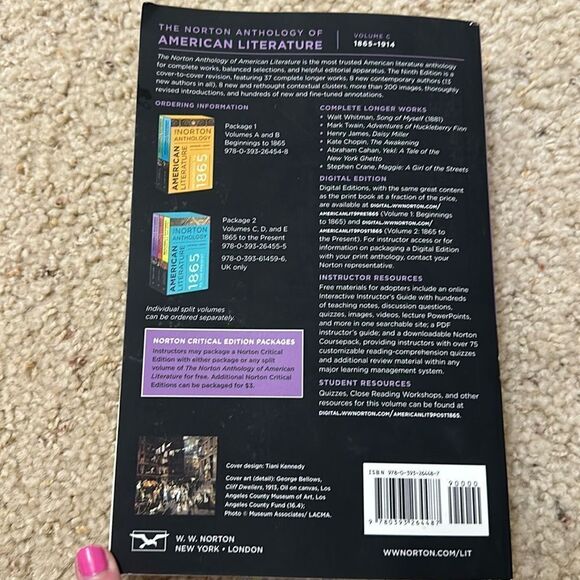 THE NORTON ANTHOLOGY OF
AMERICAN LITERATURE
VOLUME C
1865-1914
The Norton Anthology of American Literature is the most trusted American literature anthology
for complete works, balanced selections, and helpful editorial apparatus. The Ninth Edition is a
cover-to-cover revision, featuring 37 complete longer works, 8 new contemporary authors (13
new authors in all), 8 new and rethought contextual clusters, more than 200 images, thoroughly
revised introductions, and hundreds of new and fine-tuned annotations.
ORDERING INFORMATION
THE NORTON
ANTHOLOGY
AMERICAN
LITERATURE
1865
Package 1
Volumes A and B
Beginnings to 1865
978-0-393-26454-8
THE NORTON
ANTHOLOGY
AMERICAN
LITERATURE
1865
Package 2
Volumes C, D, and E
1865 to the Present
978-0-393-26455-5
978-0-393-61459-6,
UK only
Individual split volumes
can be ordered separately.
NORTON CRITICAL EDITION PACKAGES
Instructors may package a Norton Critical
Edition with either package or any split
volume of The Norton Anthology of American
Literature for free. Additional Norton Critical
Editions can be packaged for $3.
COMPLETE LONGER WORKS
• Walt Whitman, Song of Myself (1881)
• Mark Twain, Adventures of Huckleberry Finn
• Henry James, Daisy Miller
• Kate Chopin, The Awakening
• Abraham Cahan, Yekl: A Tale of the
New York Ghetto
• Stephen Crane, Maggie: A Girl of the Streets
DIGITAL EDITION
Digital Editions, with the same great content
as the print book at a fraction of the price,
are available at DIGITAL.WWNORTON.COM/
AMERICANLIT9PRE1865 (Volume 1: Beginnings
to 1865) and DIGITAL.WWNORTON.COM/
AMERICANLIT9POST1865 (Volume 2: 1865 to
the Present). For instructor access or for
information on packaging a Digital Edition
with your print anthology, contact your
Norton representative.
INSTRUCTOR RESOURCES
Free materials for adopters include an online
Interactive Instructor's Guide with hundreds
of teaching notes, discussion questions,
quizzes, images, videos, lecture PowerPoints,
and more in one searchable site; a PDF
instructor's guide; and a downloadable Norton
Coursepack, providing instructors with over 75
customizable reading-comprehension quizzes
and additional review material within any
major learning management system.
STUDENT RESOURCES
Quizzes, Close Reading Workshops, and other
resources for this volume can be found at
DIGITAL.WWNORTON.COM/AMERICANLIT9POST1865.
Cover design: Tiani Kennedy
Cover art (detail): George Bellows,
Cliff Dwellers, 1913, Oil on canvas, Los
Angeles County Museum of Art, Los
Angeles County Fund (16.4);
Photo © Museum Associates/ LACMA.
W. W. NORTON
NEW YORK • LONDON
ISBN 978-0-393-26448-7
90000
9 780393 264487
WWNORTON.COM/LIT